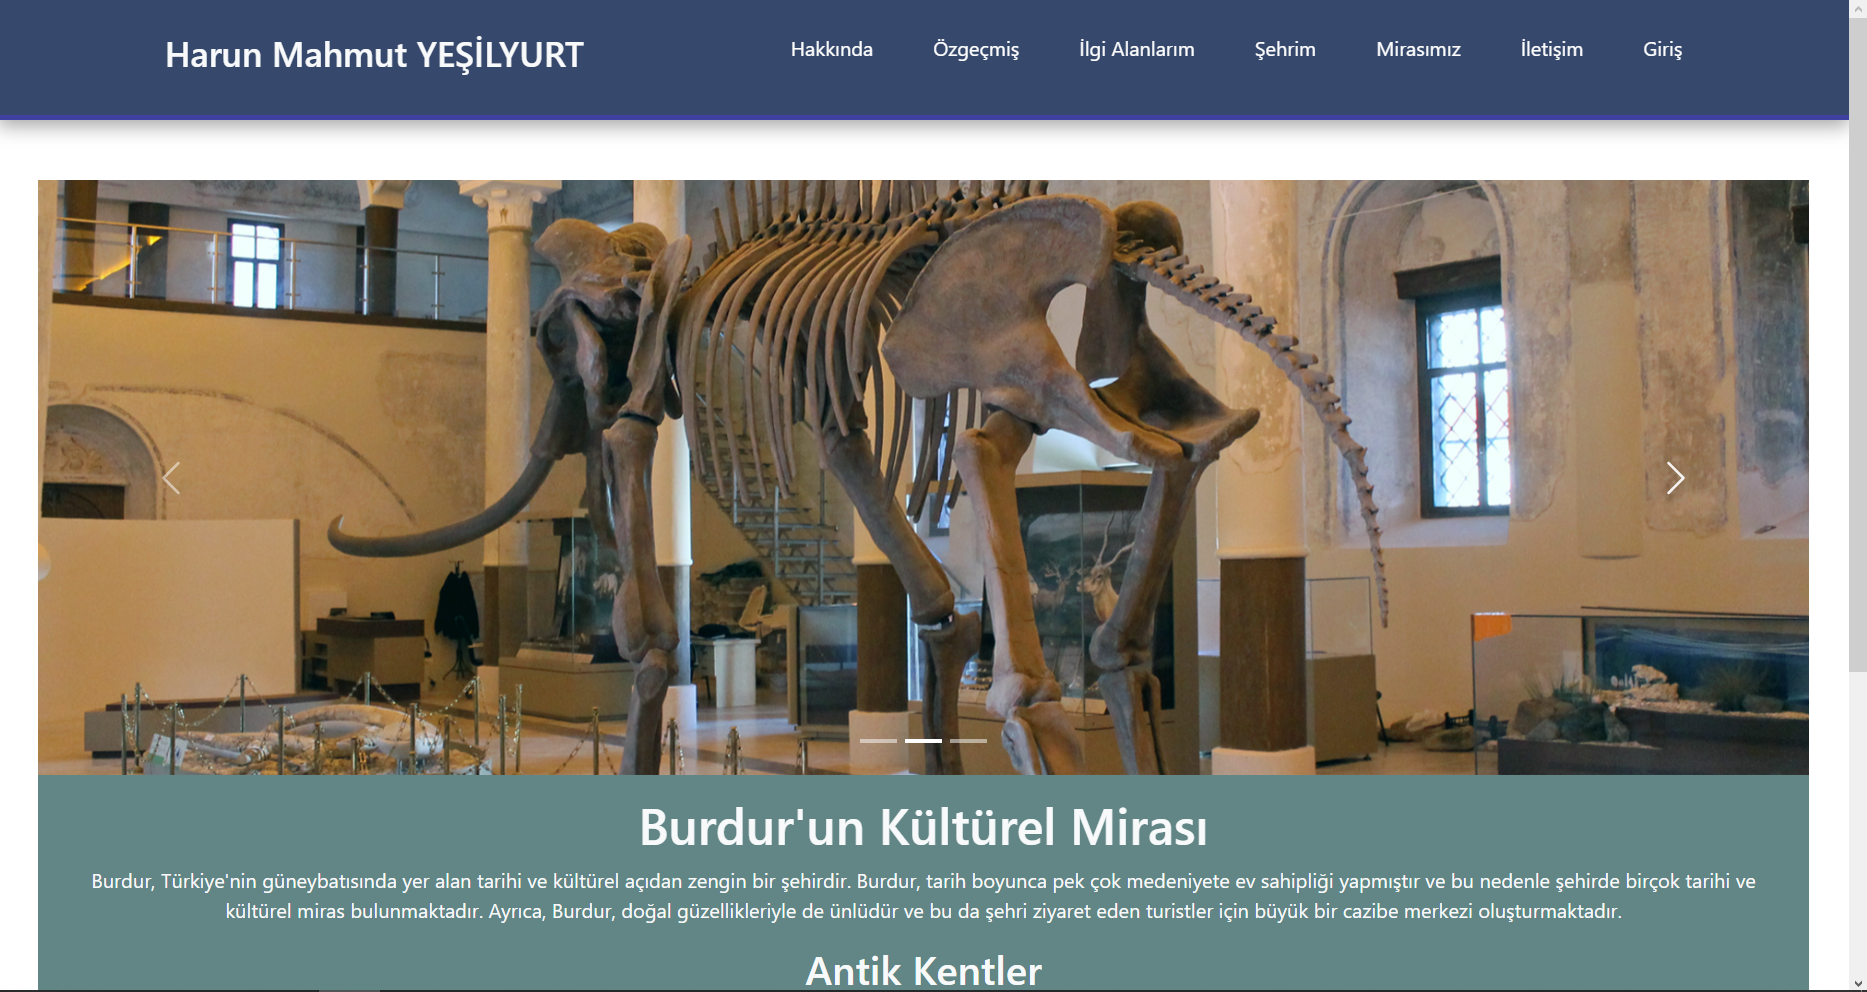 Harun Mahmut YEŞİLYURT
Hakkında
Özgeçmiş
İlgi Alanlarım
Şehrim
Mirasımız
İletişim
Giriş
Burdur'un Kültürel Mirası
Burdur, Türkiye'nin güneybatısında yer alan tarihi ve kültürel açıdan zengin bir şehirdir. Burdur, tarih boyunca pek çok medeniyete ev sahipliği yapmıştır ve bu nedenle şehirde birçok tarihi ve
kültürel miras bulunmaktadır. Ayrıca, Burdur, doğal güzellikleriyle de ünlüdür ve bu da şehri ziyaret eden turistler için büyük bir cazibe merkezi oluşturmaktadır.
Antik Kentler